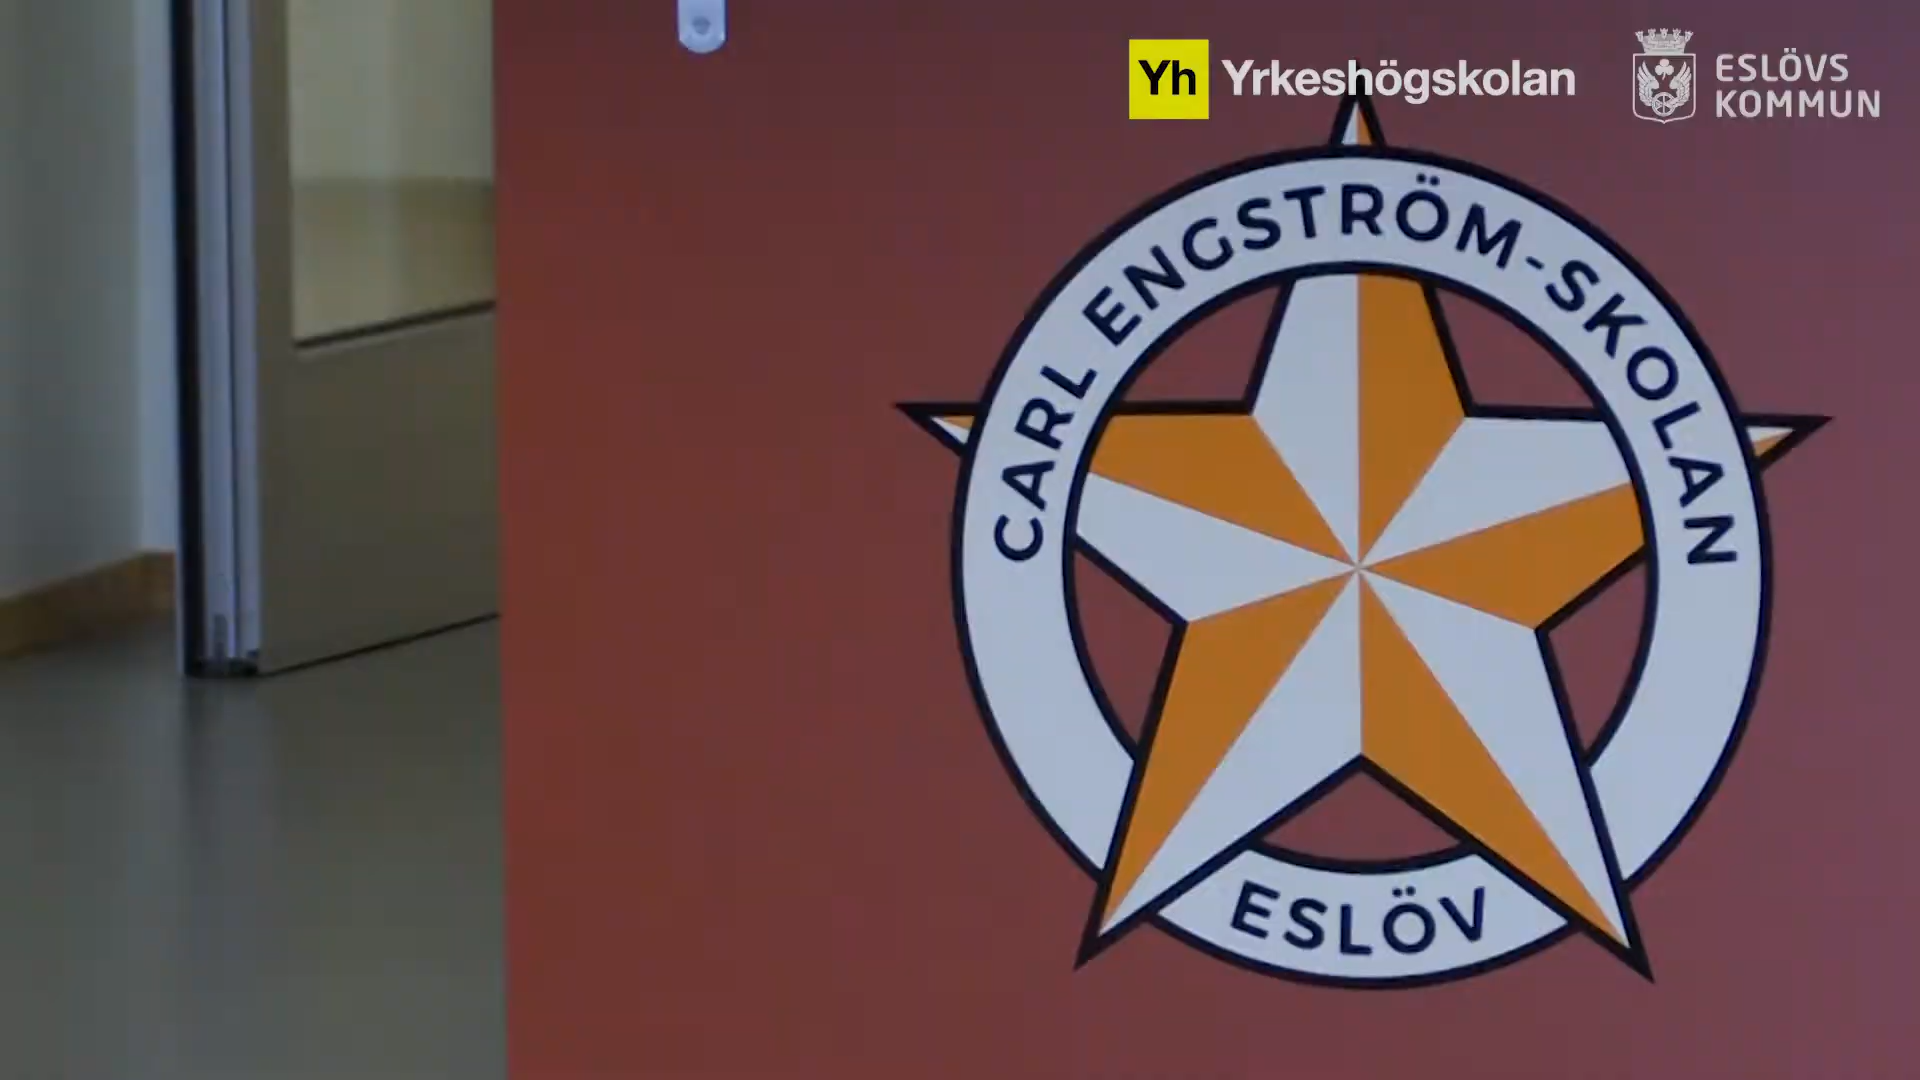 Yh Yrkeshögskolan
ESLÖVS
KOMMUN
CARL ENGSTRÖM-SKOLAN
ESLÖV